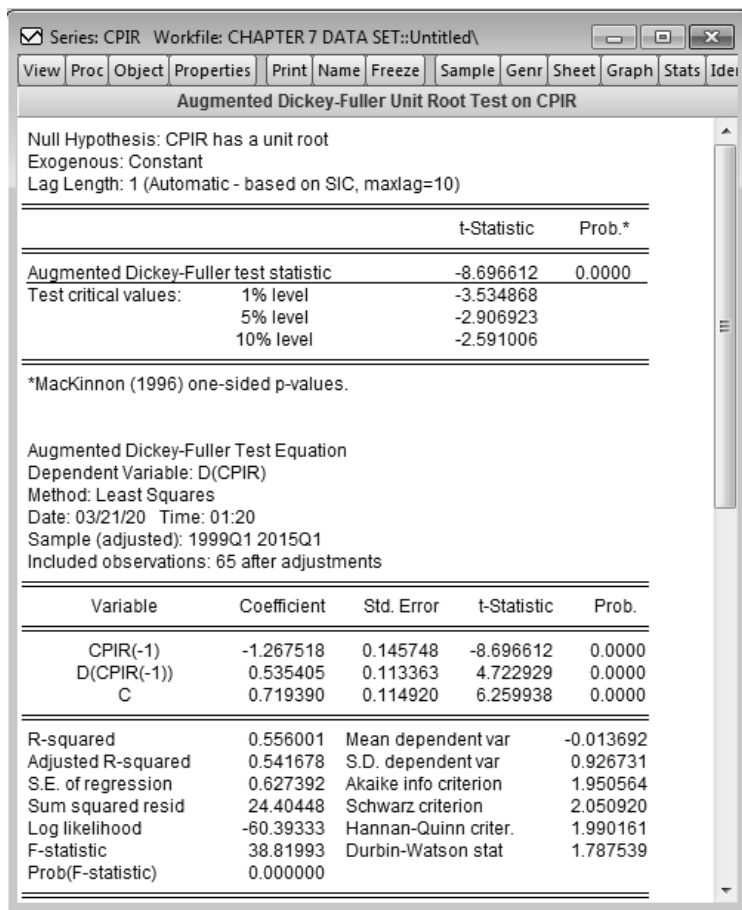 Series: CPIR Workfile: CHAPTER 7 DATA SET::Untitled\
View Proc Object Properties Print Name Freeze Sample Genr Sheet Graph Stats Ider
Augmented Dickey-Fuller Unit Root Test on CPIR
Null Hypothesis: CPIR has a unit root
Exogenous: Constant
Lag Length: 1 (Automatic - based on SIC, maxlag=10)
t-Statistic Prob.*
Augmented Dickey-Fuller test statistic -8.696612 0.0000
Test critical values: 1% level -3.534868
5% level -2.906923
10% level -2.591006
*MacKinnon (1996) one-sided p-values.
Augmented Dickey-Fuller Test Equation
Dependent Variable: D(CPIR)
Method: Least Squares
Date: 03/21/20 Time: 01:20
Sample (adjusted): 1999Q1 2015Q1
Included observations: 65 after adjustments
Variable Coefficient Std. Error t-Statistic Prob.
CPIR(-1) -1.267518 0.145748 -8.696612 0.0000
D(CPIR(-1)) 0.535405 0.113363 4.722929 0.0000
C 0.719390 0.114920 6.259938 0.0000
R-squared 0.556001 Mean dependent var -0.013692
Adjusted R-squared 0.541678 S.D. dependent var 0.926731
S.E. of regression 0.627392 Akaike info criterion 1.950564
Sum squared resid 24.40448 Schwarz criterion 2.050920
Log likelihood -60.39333 Hannan-Quinn criter. 1.990161
F-statistic 38.81993 Durbin-Watson stat 1.787539
Prob(F-statistic) 0.000000